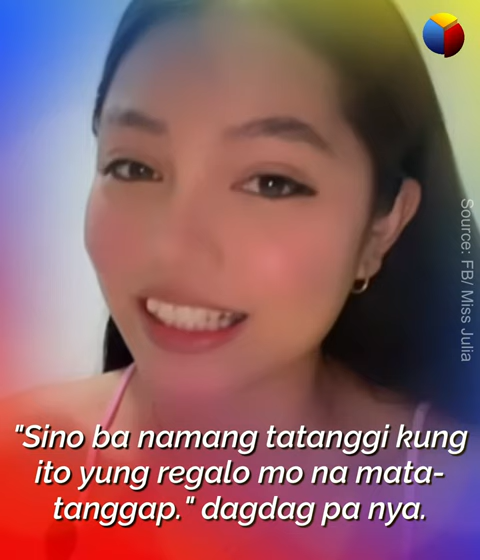 Source: FB/ Miss Julia
"Sino ba namang tatanggi kung
ito yung regalo mo na mata-
tanggap." dagdag pa nya.